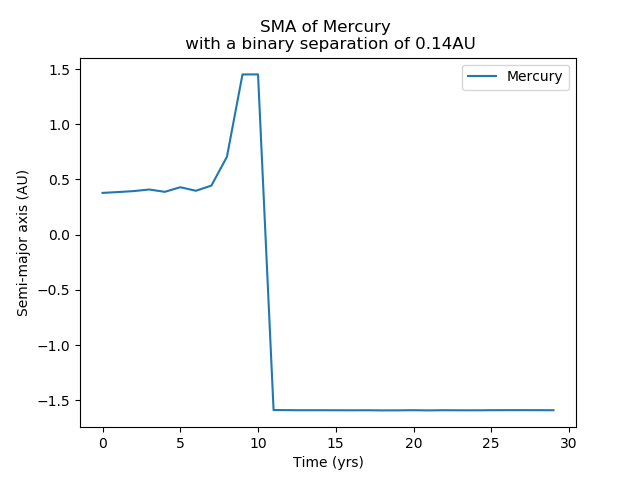 SMA of Mercury
with a binary separation of 0.14AU
Mercury
Semi-major axis (AU)
1.5
1.0
0.5
0.0
−0.5
−1.0
−1.5
0 5 10 15 20 25 30
Time (yrs)